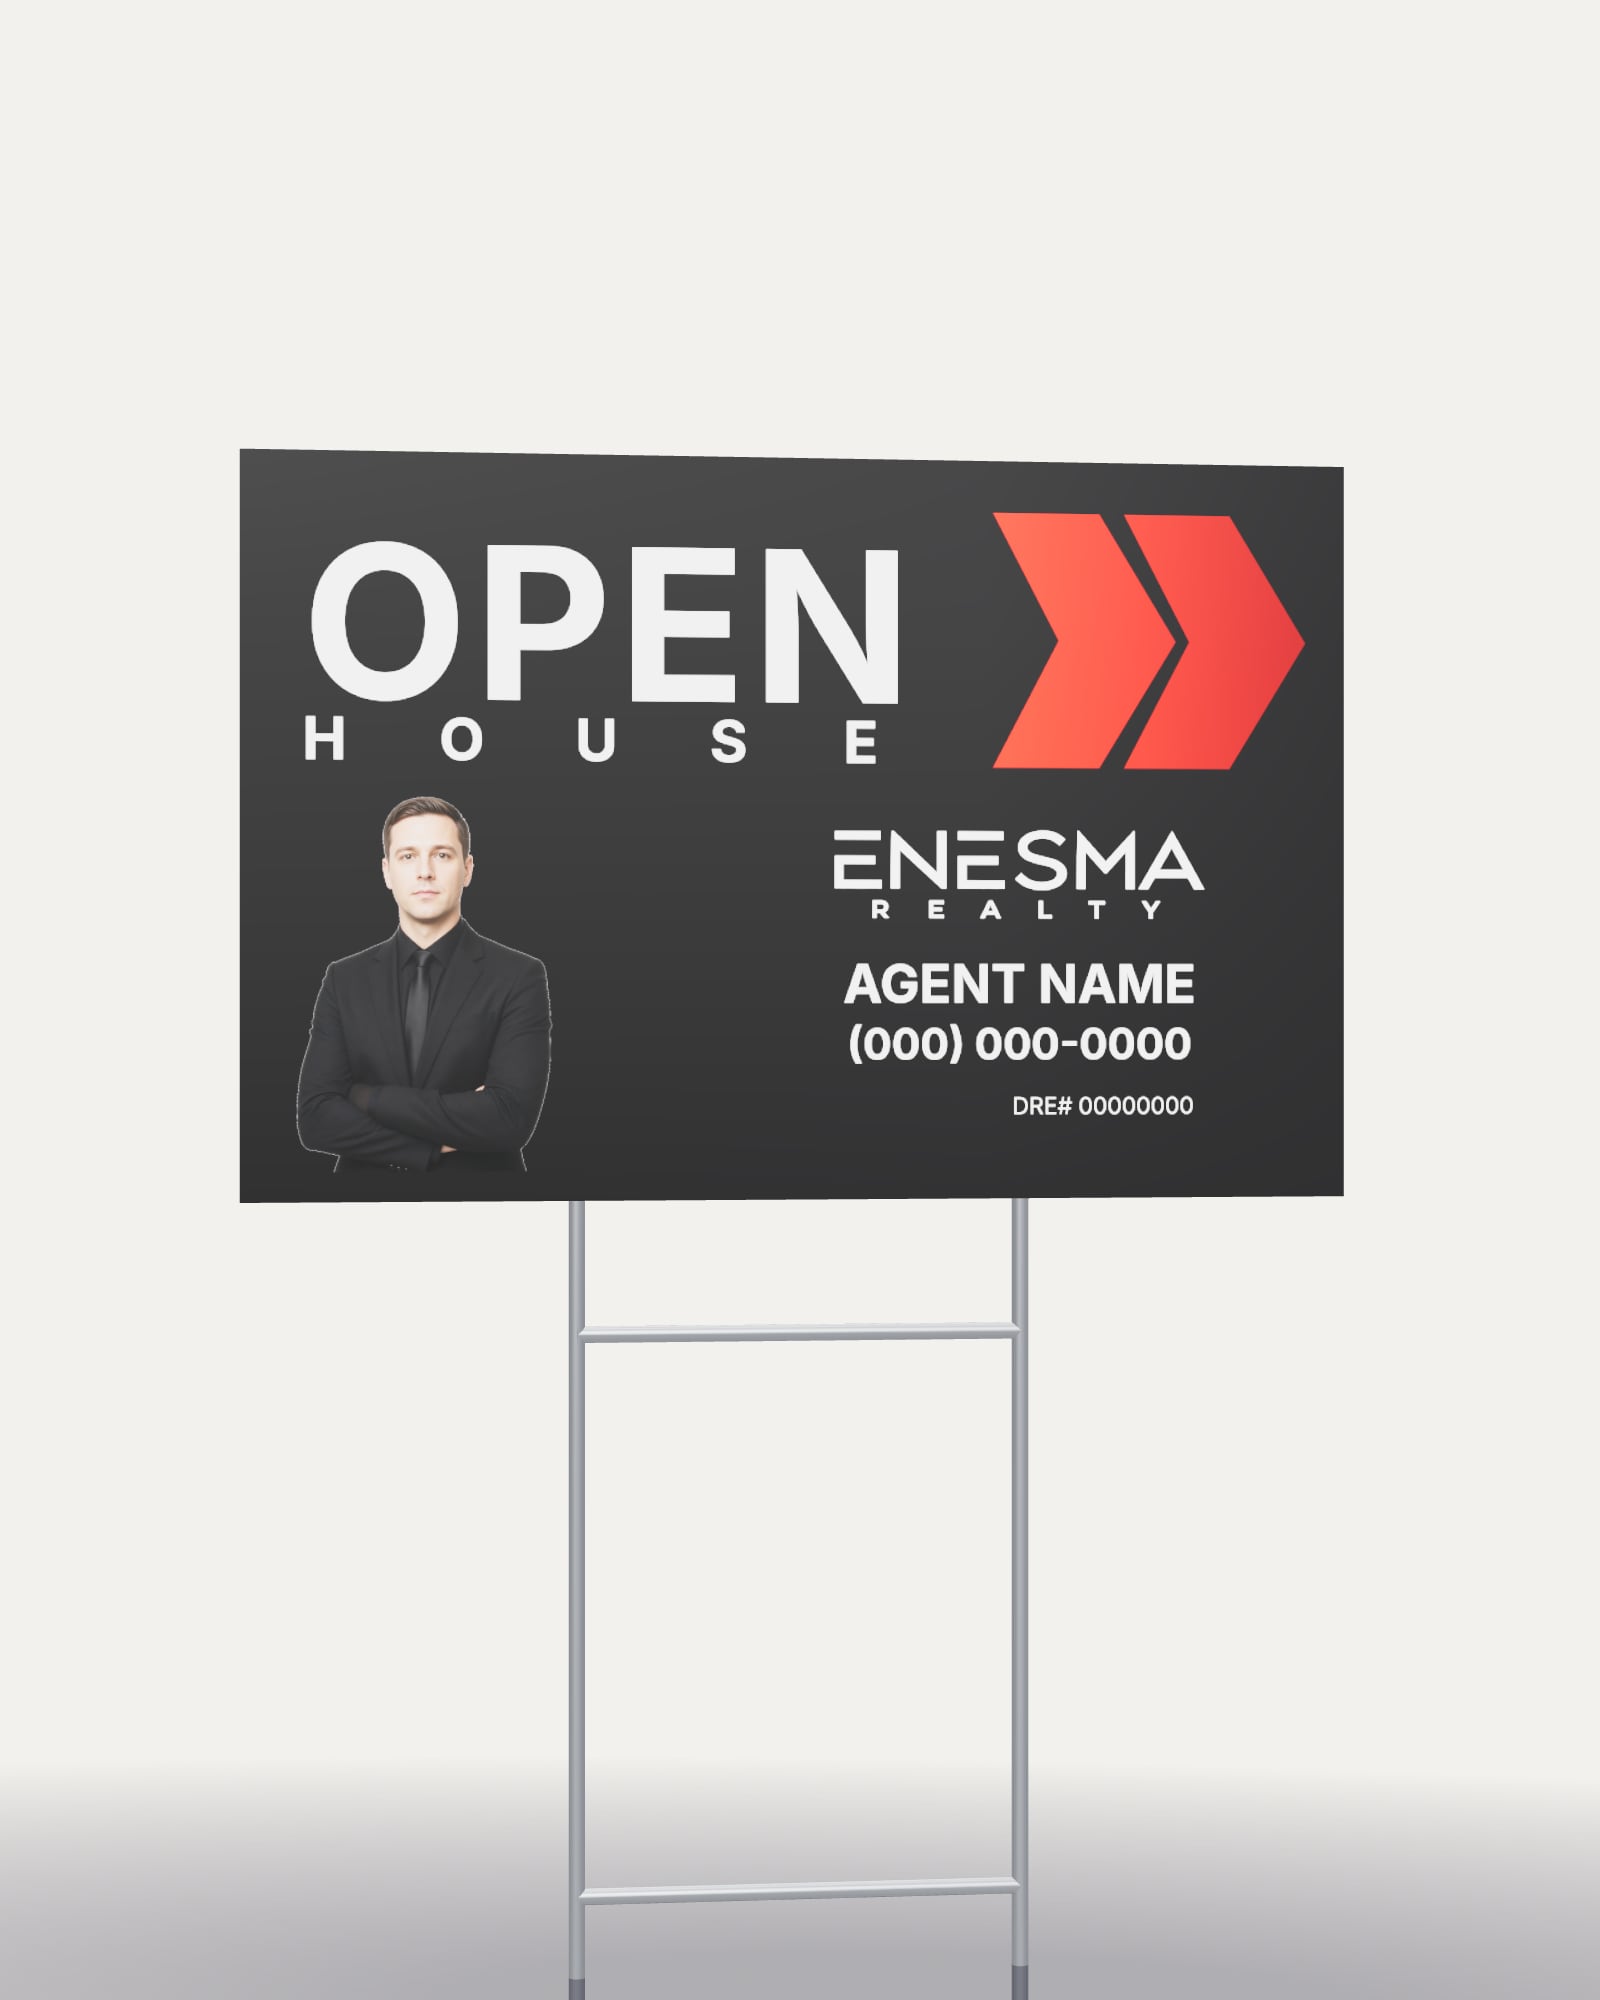 OPEN
HOUSE
ENESMA
REALTY
AGENT NAME
(000) 000-0000
DRE# 00000000